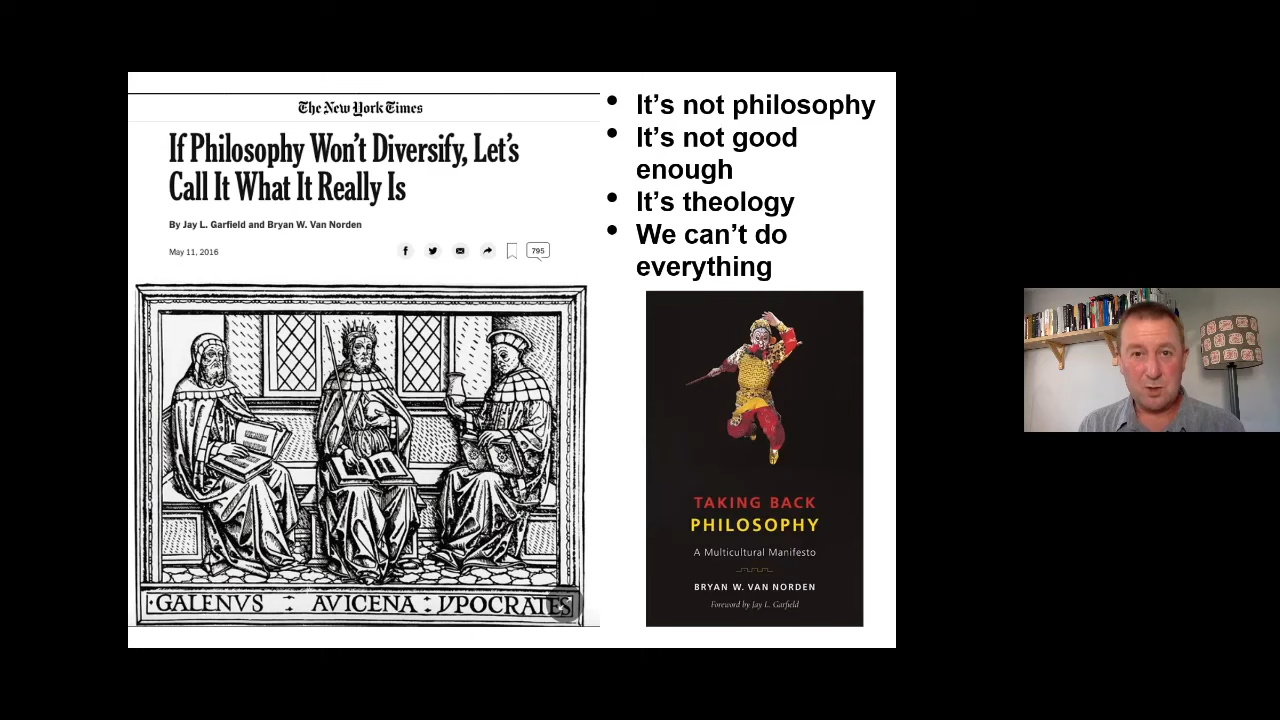 The New York Times
If Philosophy Won't Diversify, Let's
Call It What It Really Is
By Jay L. Garfield and Bryan W. Van Norden
May 11, 2016
795
·GALENVS : AVICENA : VPOCRATES
• It's not philosophy
• It's not good
enough
• It's theology
• We can't do
everything
TAKING BACK
PHILOSOPHY
A Multicultural Manifesto
BRYAN W. VAN NORDEN
Foreword by Jay L. Garfield